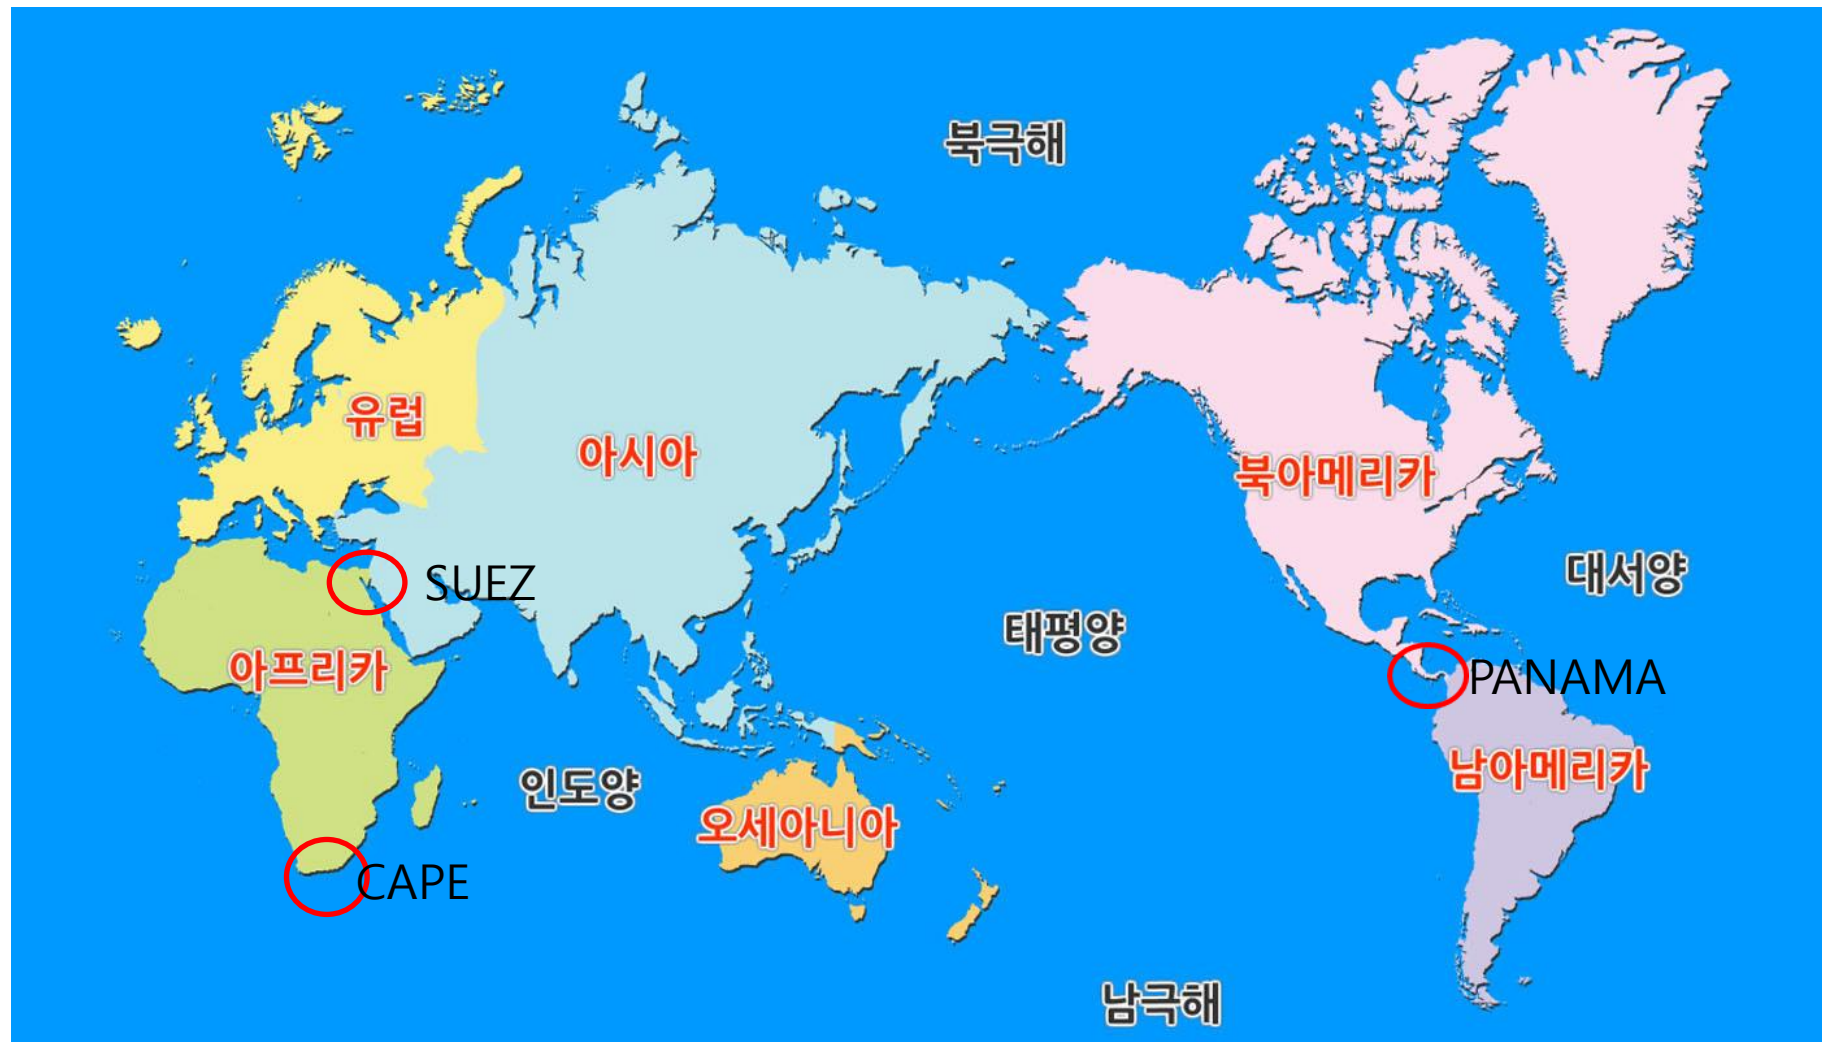 북극해
유럽
아시아
북아메리카
SUEZ
대서양
태평양
아프리카
PANAMA
인도양
남아메리카
오세아니아
CAPE
남극해